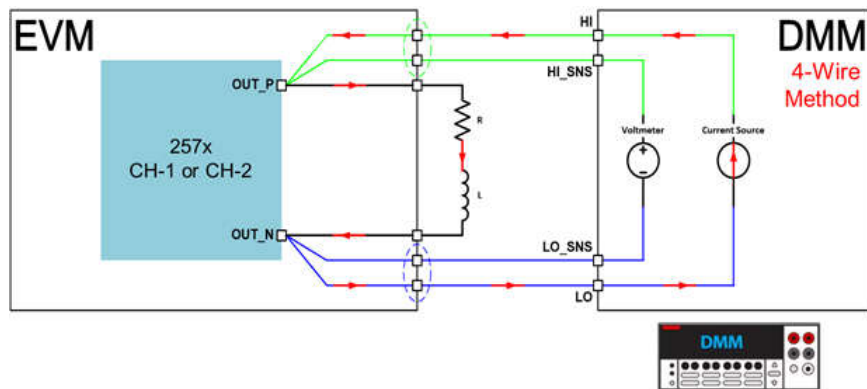 EVM
HI
DMM
4-Wire
Method
HI_SNS
OUT_P
R
Voltmeter
Current Source
257x
CH-1 or CH-2
L
OUT_N
LO_SNS
LO
DMM